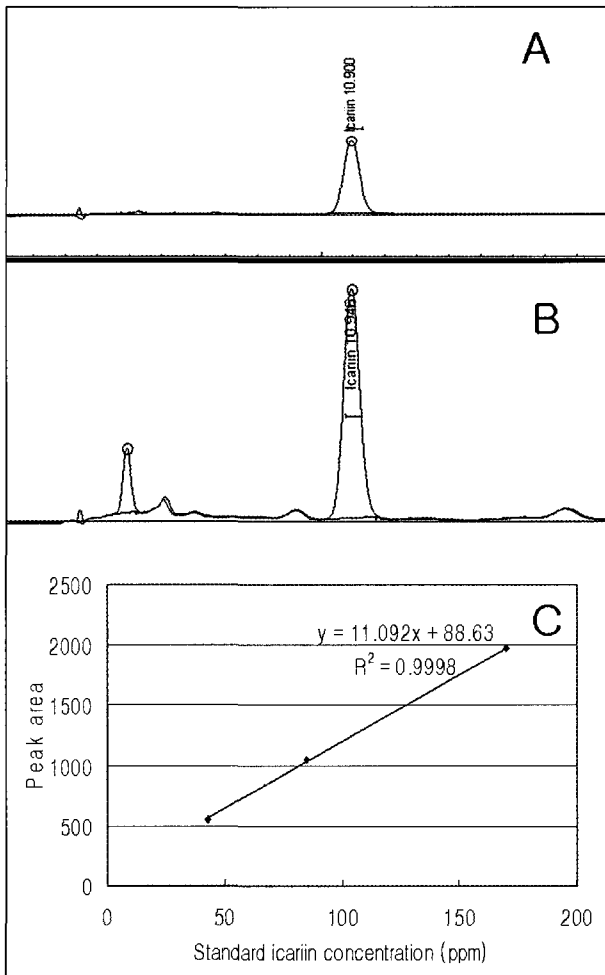 A
Icariin 10.900
B
Icariin 10.946
2500
2000
1500
1000
500
0
C
y = 11.092x + 88.63
R² = 0.9998
Peak area
0 50 100 150 200
Standard icariin concentration (ppm)